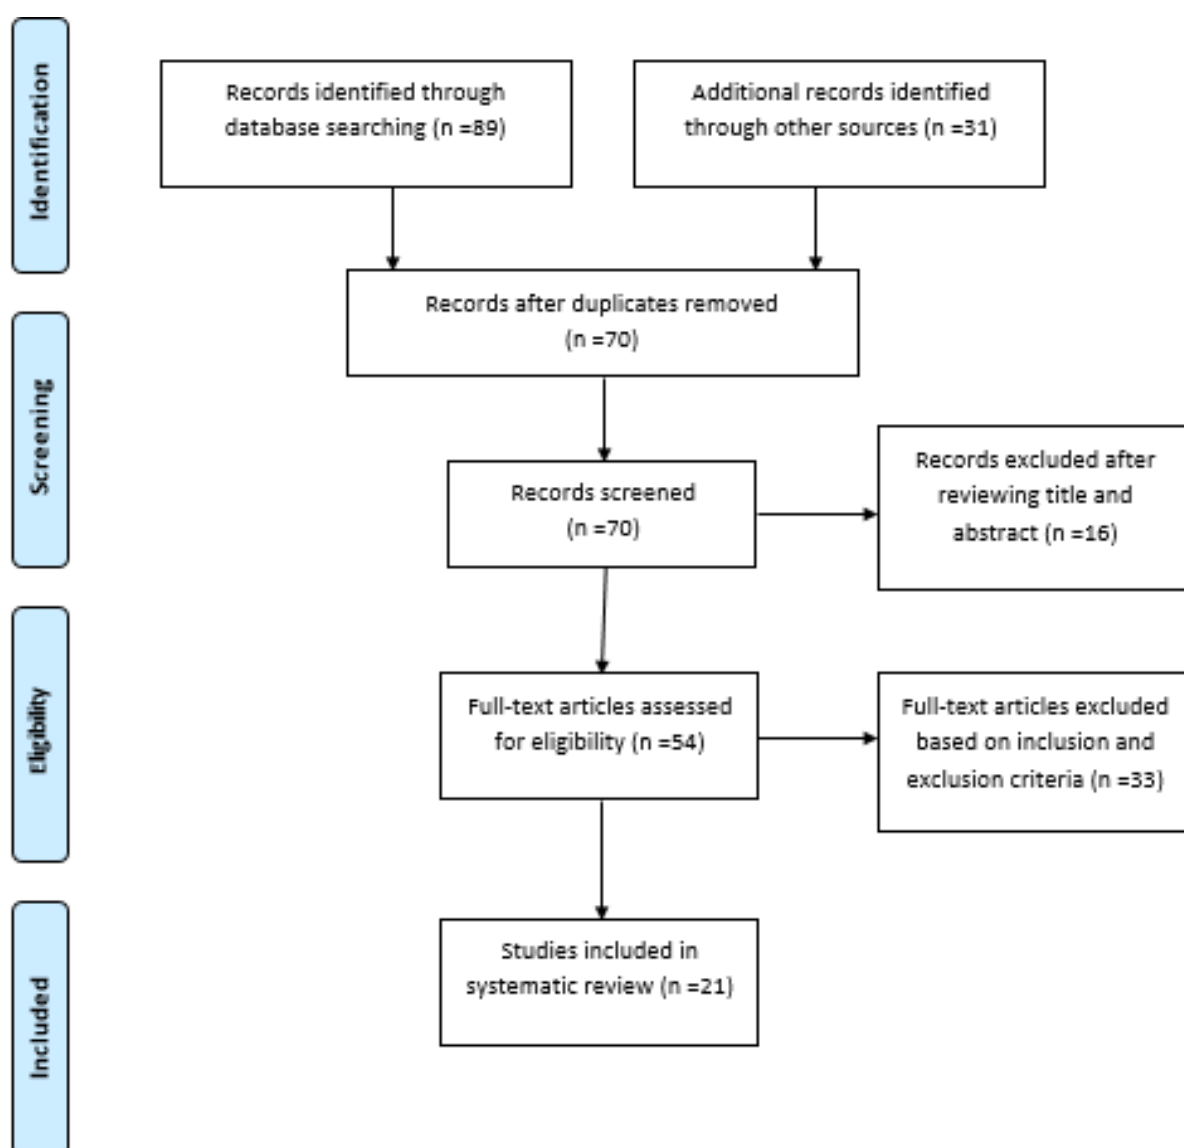 Identification
Records identified through
database searching (n =89)
Additional records identified
through other sources (n =31)
Records after duplicates removed
(n =70)
Screening
Records screened
(n =70)
Records excluded after
reviewing title and
abstract (n =16)
Eligibility
Full-text articles assessed
for eligibility (n =54)
Full-text articles excluded
based on inclusion and
exclusion criteria (n =33)
Included
Studies included in
systematic review (n =21)